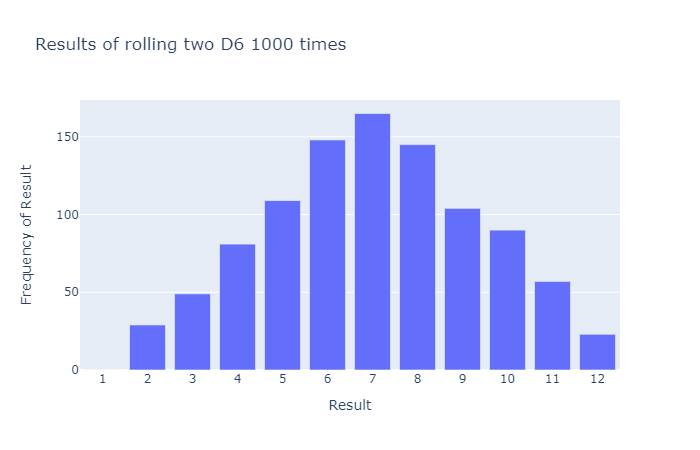 Results of rolling two D6 1000 times
Frequency of Result
150
100
50
0
1 2 3 4 5 6 7 8 9 10 11 12
Result